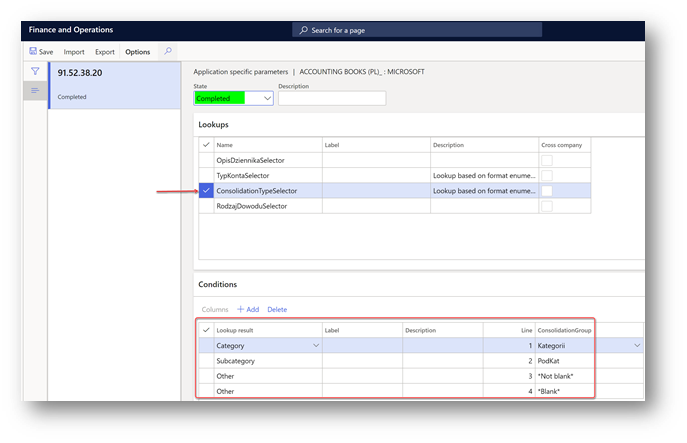 Finance and Operations
Search for a page
Save Import Export Options
91.52.38.20
Completed
Application specific parameters | ACCOUNTING BOOKS (PL)_ : MICROSOFT
State Description
Completed
Lookups
Name Label Description Cross company
OpisDziennikaSelector
TypKontaSelector Lookup based on format enume...
ConsolidationTypeSelector Lookup based on format enume...
RodzajDowoduSelector
Conditions
Columns Add Delete
Lookup result Label Description Line ConsolidationGroup
Category 1 Kategorii
Subcategory 2 PodKat
Other 3 *Not blank*
Other 4 *Blank*